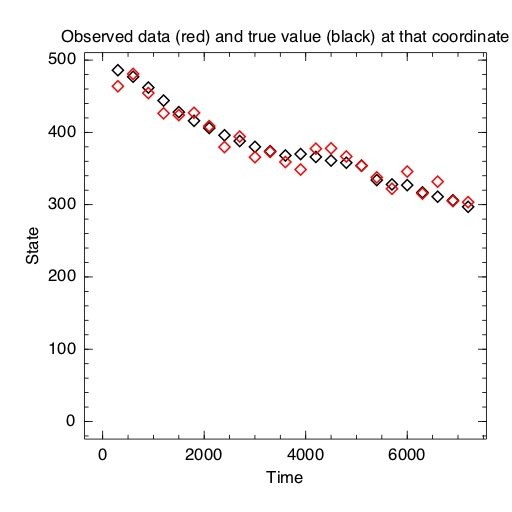 Observed data (red) and true value (black) at that coordinate
500
400
300
200
100
0
State
0 2000 4000 6000
Time